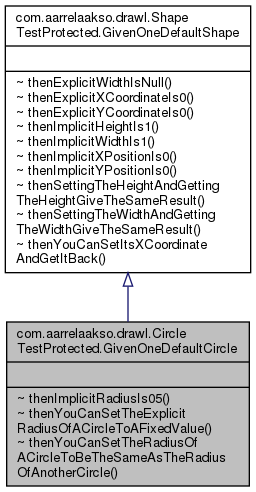 com.aarrelaakso.drawl.Shape
TestProtected.GivenOneDefaultShape
~ thenExplicitWidthIsNull()
~ thenExplicitXCoordinateIs0()
~ thenExplicitYCoordinateIs0()
~ thenImplicitHeightIs1()
~ thenImplicitWidthIs1()
~ thenImplicitXPositionIs0()
~ thenImplicitYPositionIs0()
~ thenSettingTheHeightAndGetting
TheHeightGiveTheSameResult()
~ thenSettingTheWidthAndGetting
TheWidthGiveTheSameResult()
~ thenYouCanSetItsXCoordinate
AndGetItBack()
com.aarrelaakso.drawl.Circle
TestProtected.GivenOneDefaultCircle
~ thenImplicitRadiusIs05()
~ thenYouCanSetTheExplicit
RadiusOfACircleToAFixedValue()
~ thenYouCanSetTheRadiusOf
ACircleToBeTheSameAsTheRadius
OfAnotherCircle()